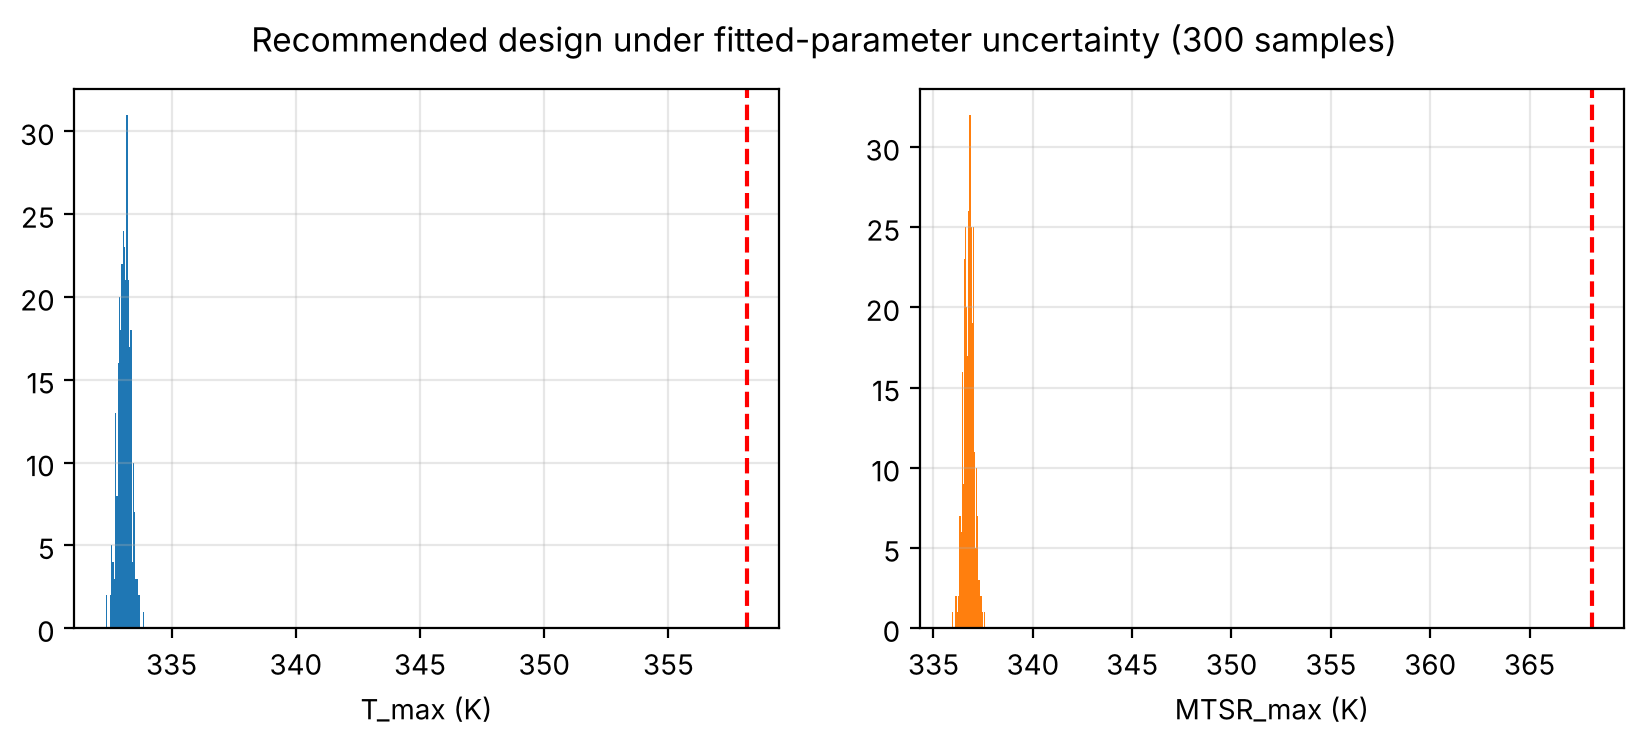 Recommended design under fitted-parameter uncertainty (300 samples)
30
25
20
15
10
5
0
335 340 345 350 355
T_max (K)
30
25
20
15
10
5
0
335 340 345 350 355 360 365
MTSR_max (K)